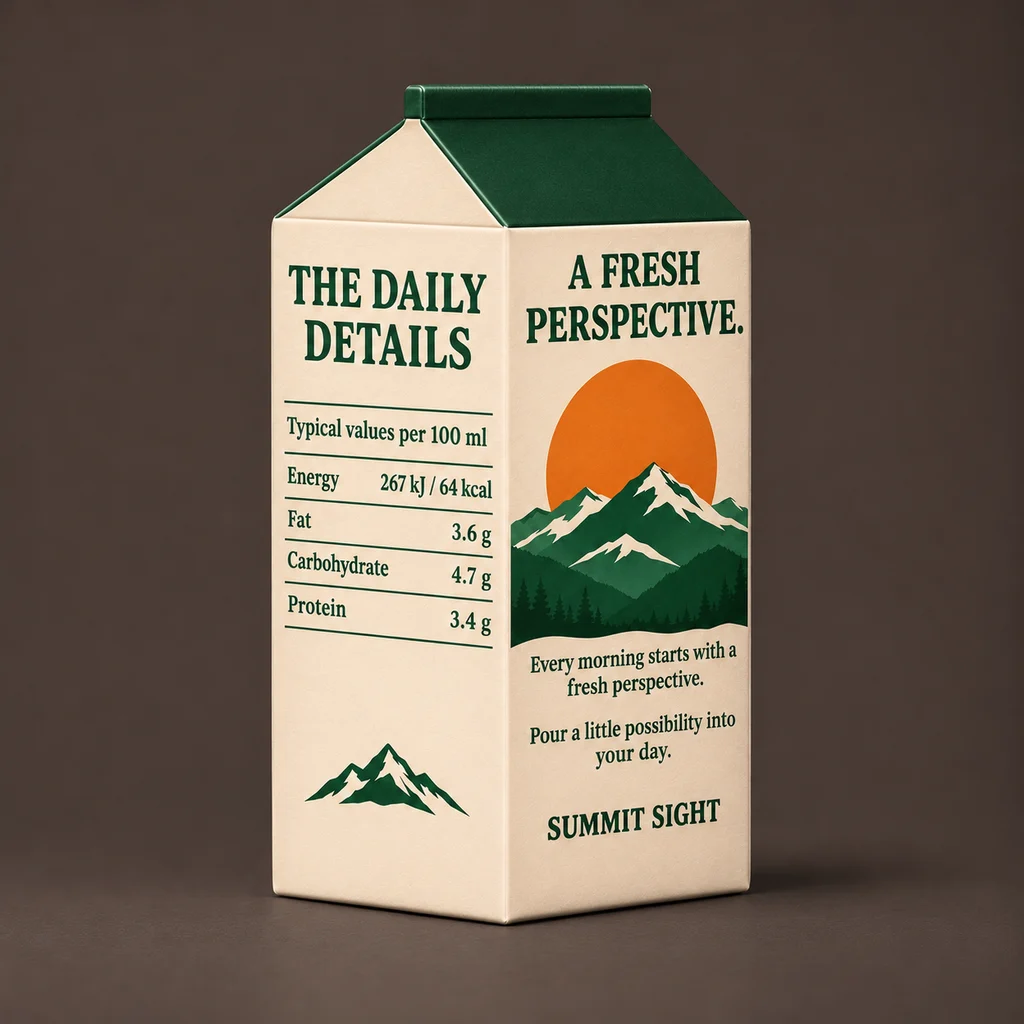 THE DAILY
DETAILS
Typical values per 100 ml
Energy 267 kJ / 64 kcal
Fat 3.6 g
Carbohydrate 4.7 g
Protein 3.4 g
A FRESH
PERSPECTIVE.
Every morning starts with a
fresh perspective.
Pour a little possibility into
your day.
SUMMIT SIGHT